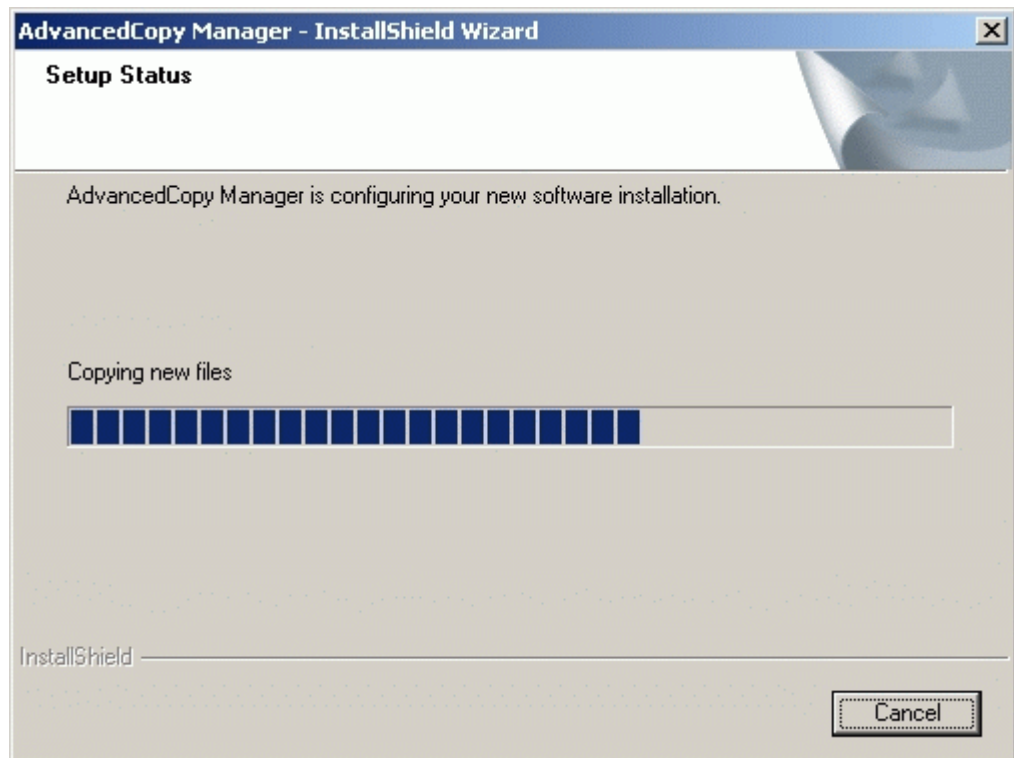 AdvancedCopy Manager - InstallShield Wizard
Setup Status
AdvancedCopy Manager is configuring your new software installation.
Copying new files
InstallShield
Cancel